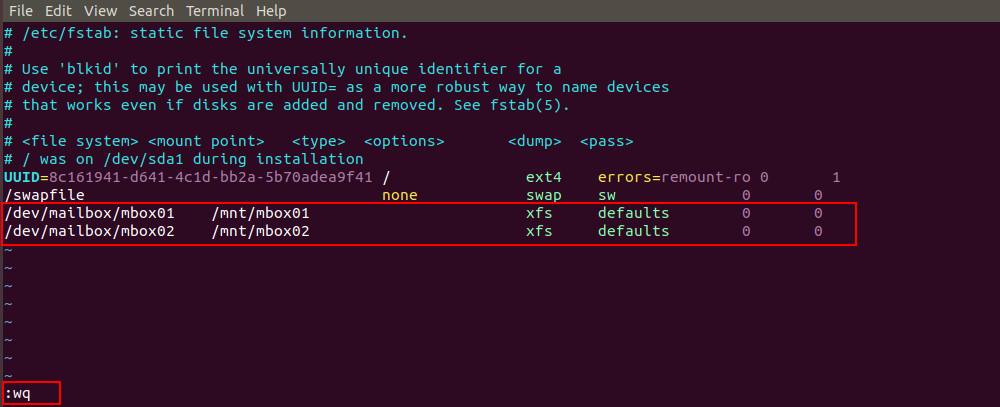 File Edit View Search Terminal Help
# /etc/fstab: static file system information.
#
# Use 'blkid' to print the universally unique identifier for a
# device; this may be used with UUID= as a more robust way to name devices
# that works even if disks are added and removed. See fstab(5).
#
# <file system> <mount point>   <type>  <options>       <dump>  <pass>
# / was on /dev/sda1 during installation
UUID=8c161941-d641-4c1d-bb2a-5b70adea9f41 /               ext4    errors=remount-ro 0       1
/swapfile                                 none            swap    sw              0       0
/dev/mailbox/mbox01    /mnt/mbox01                        xfs     defaults        0       0
/dev/mailbox/mbox02    /mnt/mbox02                        xfs     defaults        0       0
~
~
~
~
~
~
~
~
:wq